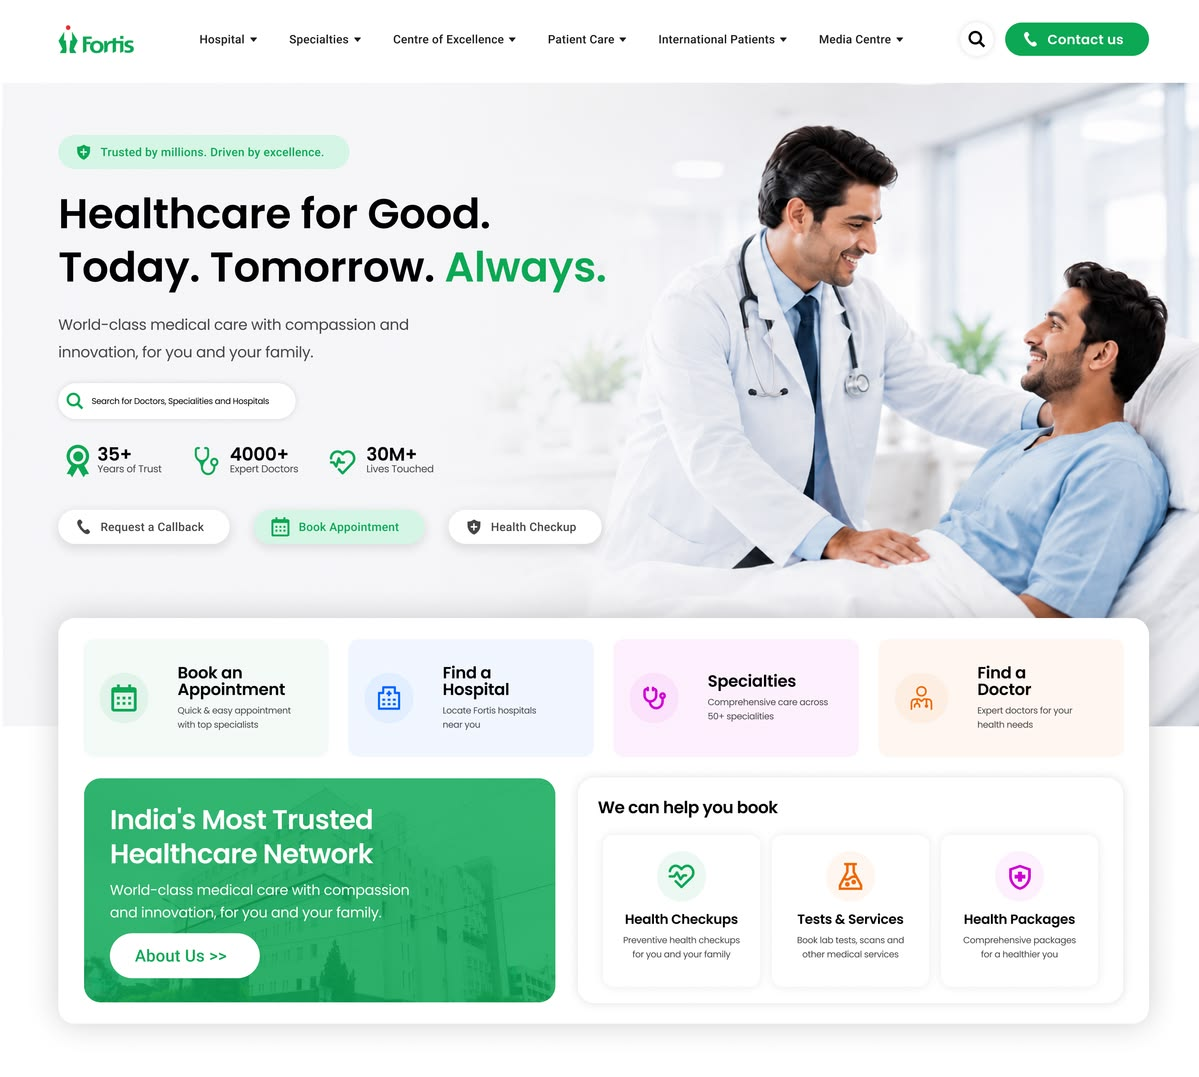 Fortis
Hospital
Specialties
Centre of Excellence
Patient Care
International Patients
Media Centre
Contact us
Trusted by millions. Driven by excellence.
Healthcare for Good.
Today. Tomorrow. Always.
World-class medical care with compassion and
innovation, for you and your family.
Search for Doctors, Specialities and Hospitals
35+
Years of Trust
4000+
Expert Doctors
30M+
Lives Touched
Request a Callback
Book Appointment
Health Checkup
Book an
Appointment
Quick & easy appointment
with top specialists
Find a
Hospital
Locate Fortis hospitals
near you
Specialties
Comprehensive care across
50+ specialities
Find a
Doctor
Expert doctors for your
health needs
India's Most Trusted
Healthcare Network
World-class medical care with compassion
and innovation, for you and your family.
About Us >>
We can help you book
Health Checkups
Preventive health checkups
for you and your family
Tests & Services
Book lab tests, scans and
other medical services
Health Packages
Comprehensive packages
for a healthier you